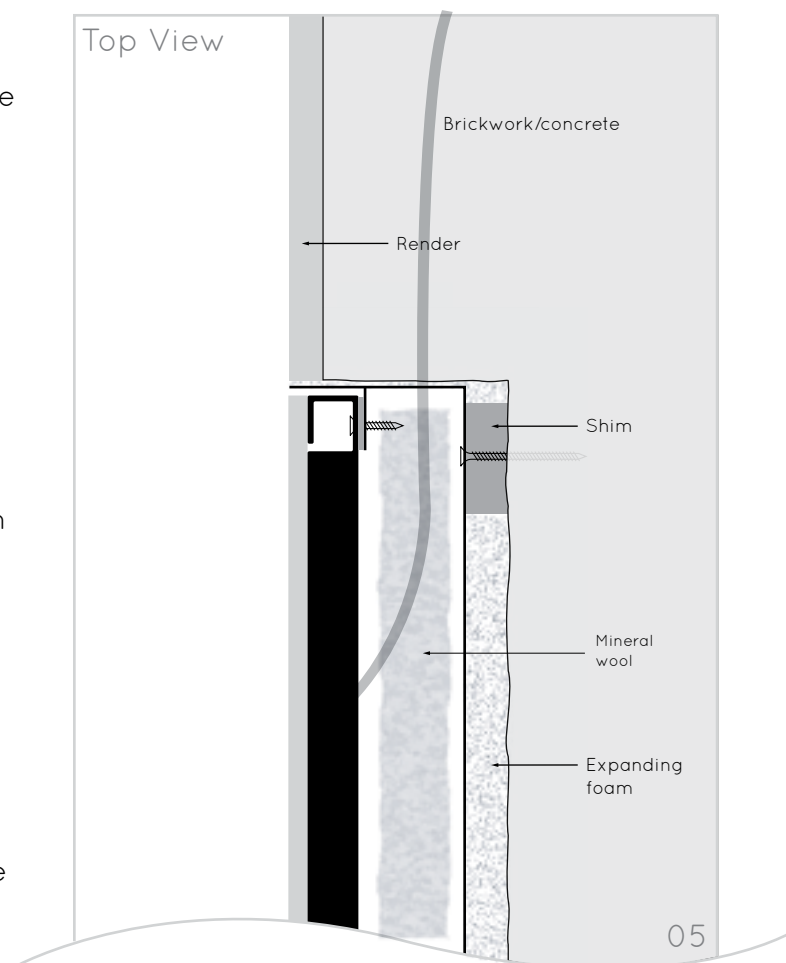 Top View
e
Brickwork/concrete
Render
Shim
n
Mineral
wool
Expanding
foam
e
05